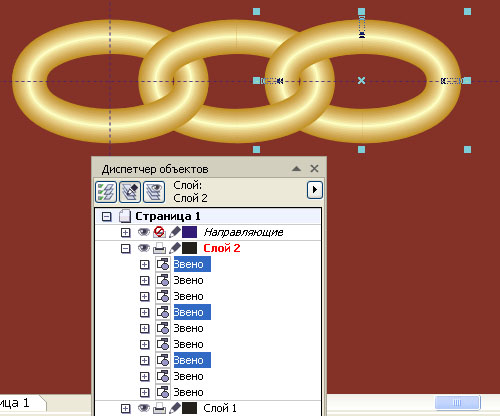 Диспетчер объектов
Слой:
Слой 2
Страница 1
Направляющие
Слой 2
Звено
Звено
Звено
Звено
Звено
Звено
Звено
Звено
Звено
Слой 1
ица 1